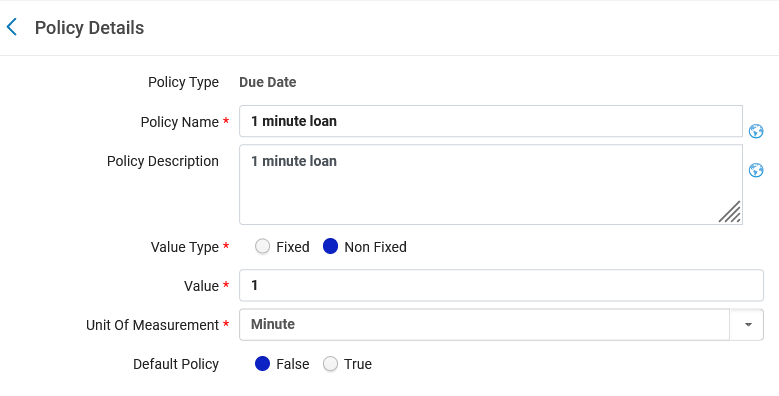 Policy Details
Policy Type Due Date
Policy Name * 1 minute loan
Policy Description 1 minute loan
Value Type * Fixed Non Fixed
Value * 1
Unit Of Measurement * Minute
Default Policy False True